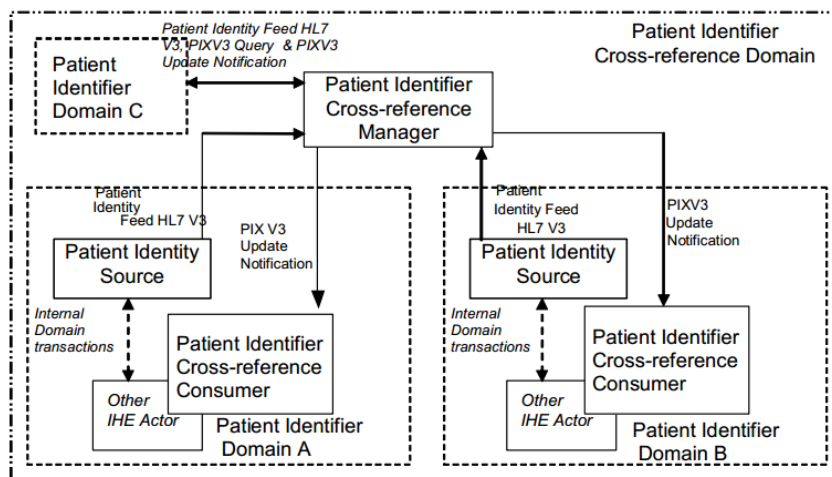 Patient Identity Feed HL7
V3, PIXV3 Query & PIXV3
Update Notification
Patient Identifier
Cross-reference Domain
Patient
Identifier
Domain C
Patient Identifier
Cross-reference
Manager
Patient
Identity
Feed HL7 V3
PIX V3
Update
Notification
Patient Identity
Source
Internal
Domain
transactions
Patient Identifier
Cross-reference
Consumer
Other
IHE Actor
Patient Identifier
Domain A
Patient
Identity Feed
HL7 V3
PIXV3
Update
Notification
Patient Identity
Source
Internal
Domain
transactions
Patient Identifier
Cross-reference
Consumer
Other
IHE Actor
Patient Identifier
Domain B